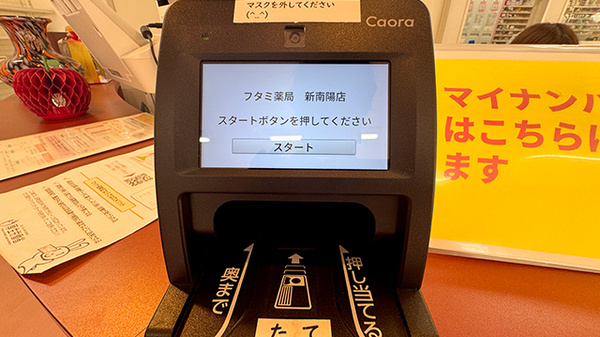 マスクを外してください
(^_^)
Caora
フタミ薬局　新南陽店
スタートボタンを押してください
スタート
マイナンバ
はこちらに
ます
奥まで
押し当てる
たて